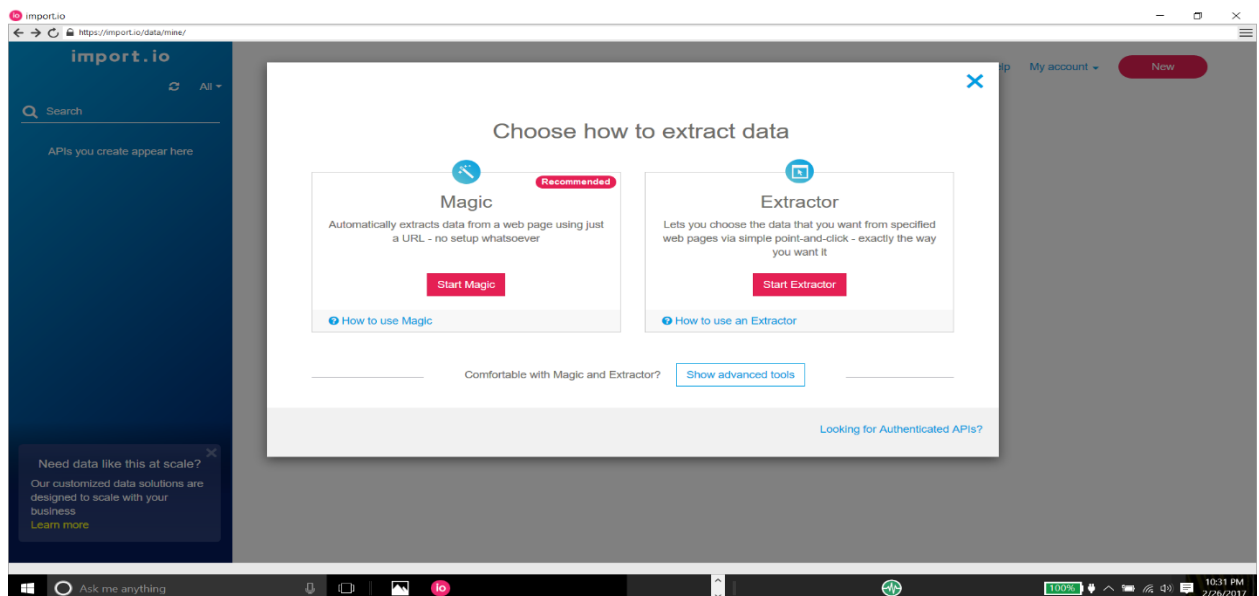 import.io
https://import.io/data/mine/
import.io
All
Search
APIs you create appear here
Need data like this at scale?
Our customized data solutions are
designed to scale with your
business
Learn more
My account
New
Choose how to extract data
Recommended
Magic
Automatically extracts data from a web page using just
a URL - no setup whatsoever
Start Magic
How to use Magic
Extractor
Lets you choose the data that you want from specified
web pages via simple point-and-click - exactly the way
you want it
Start Extractor
How to use an Extractor
Comfortable with Magic and Extractor?
Show advanced tools
Looking for Authenticated APIs?
Ask me anything
io
100%
10:31 PM
2/26/2017